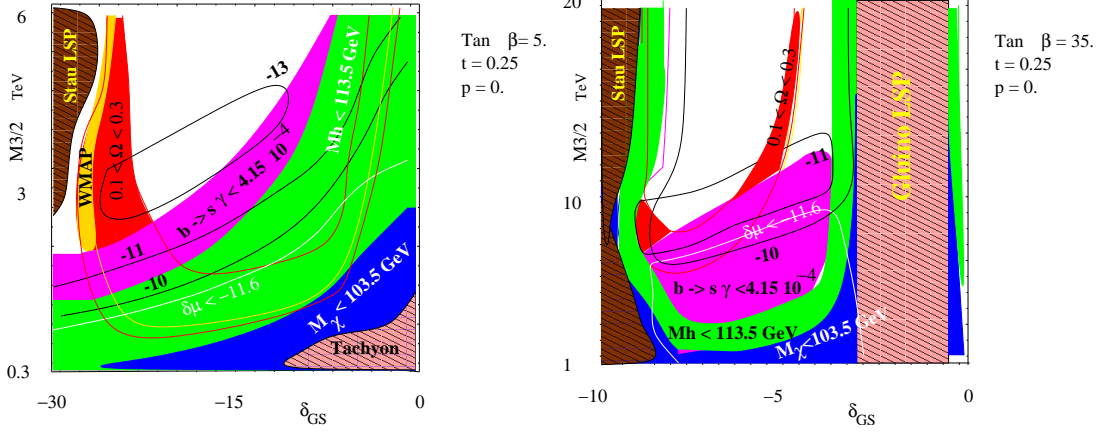 6
TeV
M3/2
3
0.3
−30
−15
0
δGS
Stau LSP
WMAP
0.1 < Ω < 0.3
-13
b -> s γ < 4.15 10^−4
Mh < 113.5 GeV
-11
-10
δμ < −11.6
Mχ < 103.5 GeV
Tachyon
Tan β= 5.
t = 0.25
p = 0.
20
TeV
M3/2
10
1
−10
−5
0
δGS
Stau LSP
0.1 < Ω < 0.3
Gluino LSP
-11
δμ < −11.6
-10
b -> s γ <4.15 10^−4
Mh < 113.5 GeV
Mχ<103.5 GeV
Tan β= 35.
t = 0.25
p = 0.